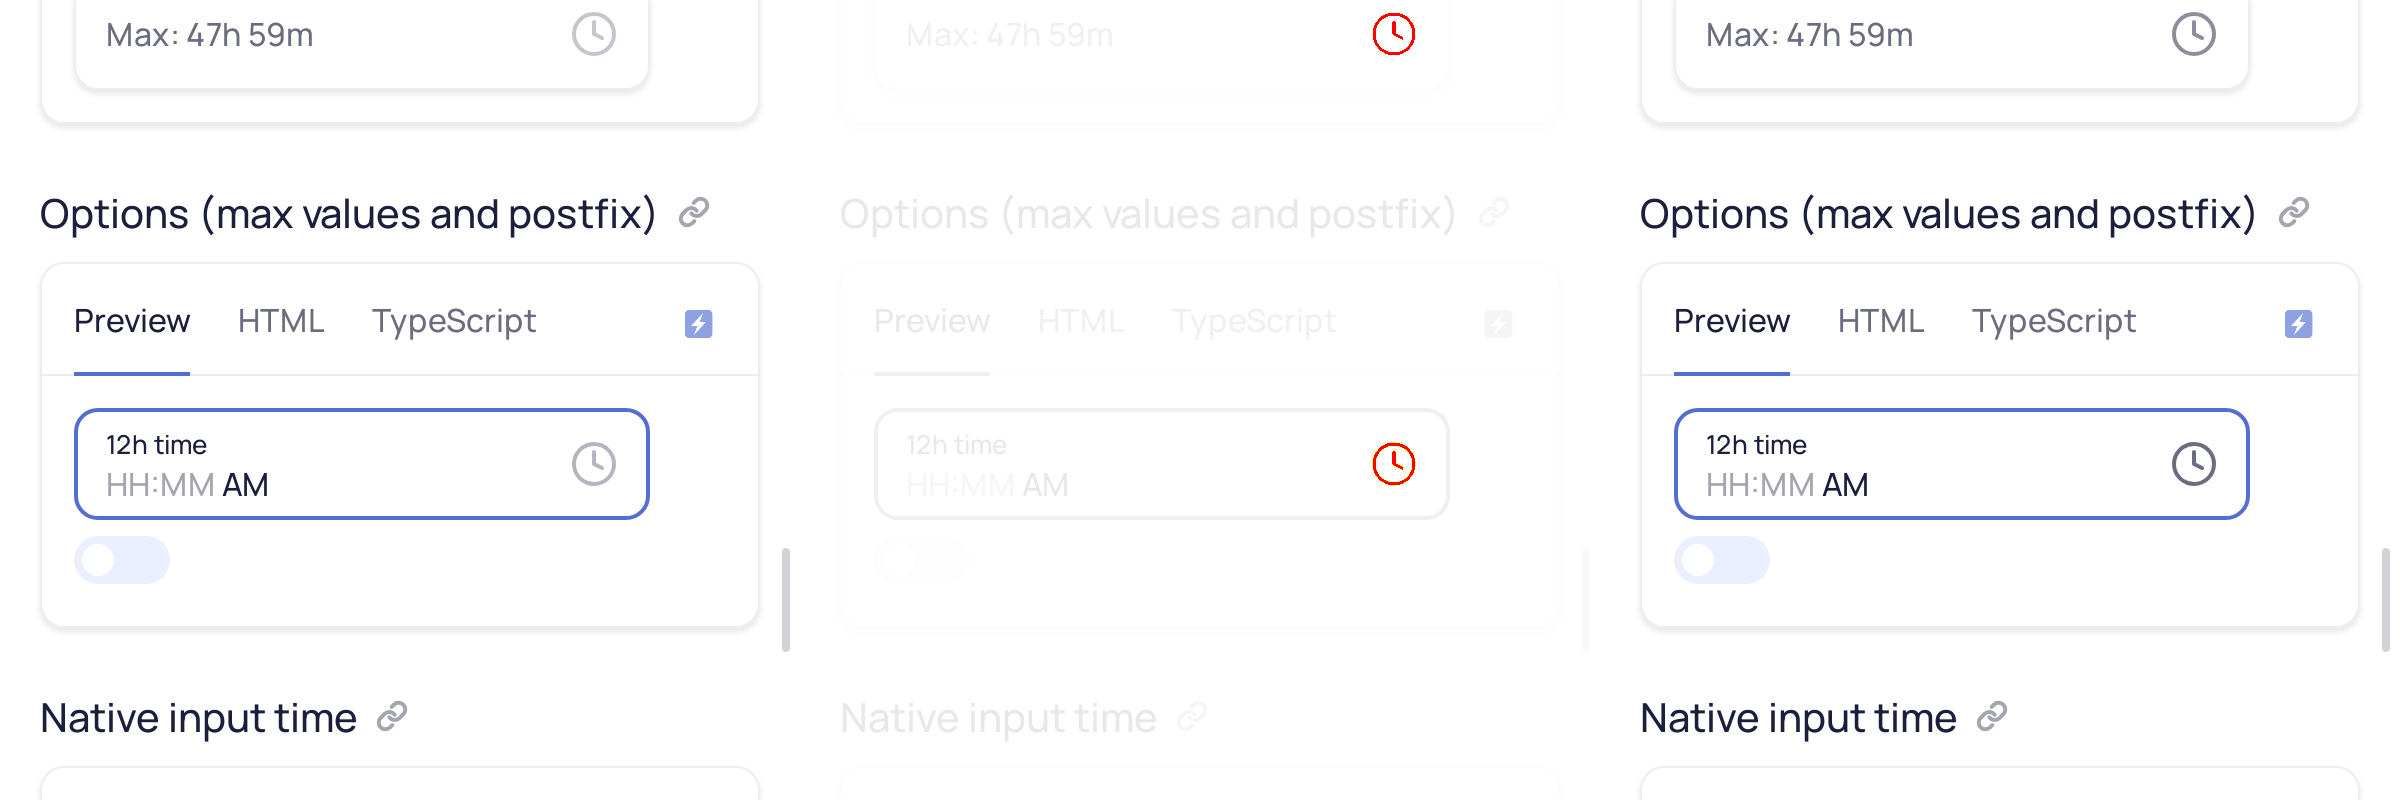 Max: 47h 59m
Options (max values and postfix)
Preview HTML TypeScript
12h time
HH:MM AM
Native input time
Max: 47h 59m
Options (max values and postfix)
Preview HTML TypeScript
12h time
HH:MM AM
Native input time
Max: 47h 59m
Options (max values and postfix)
Preview HTML TypeScript
12h time
HH:MM AM
Native input time